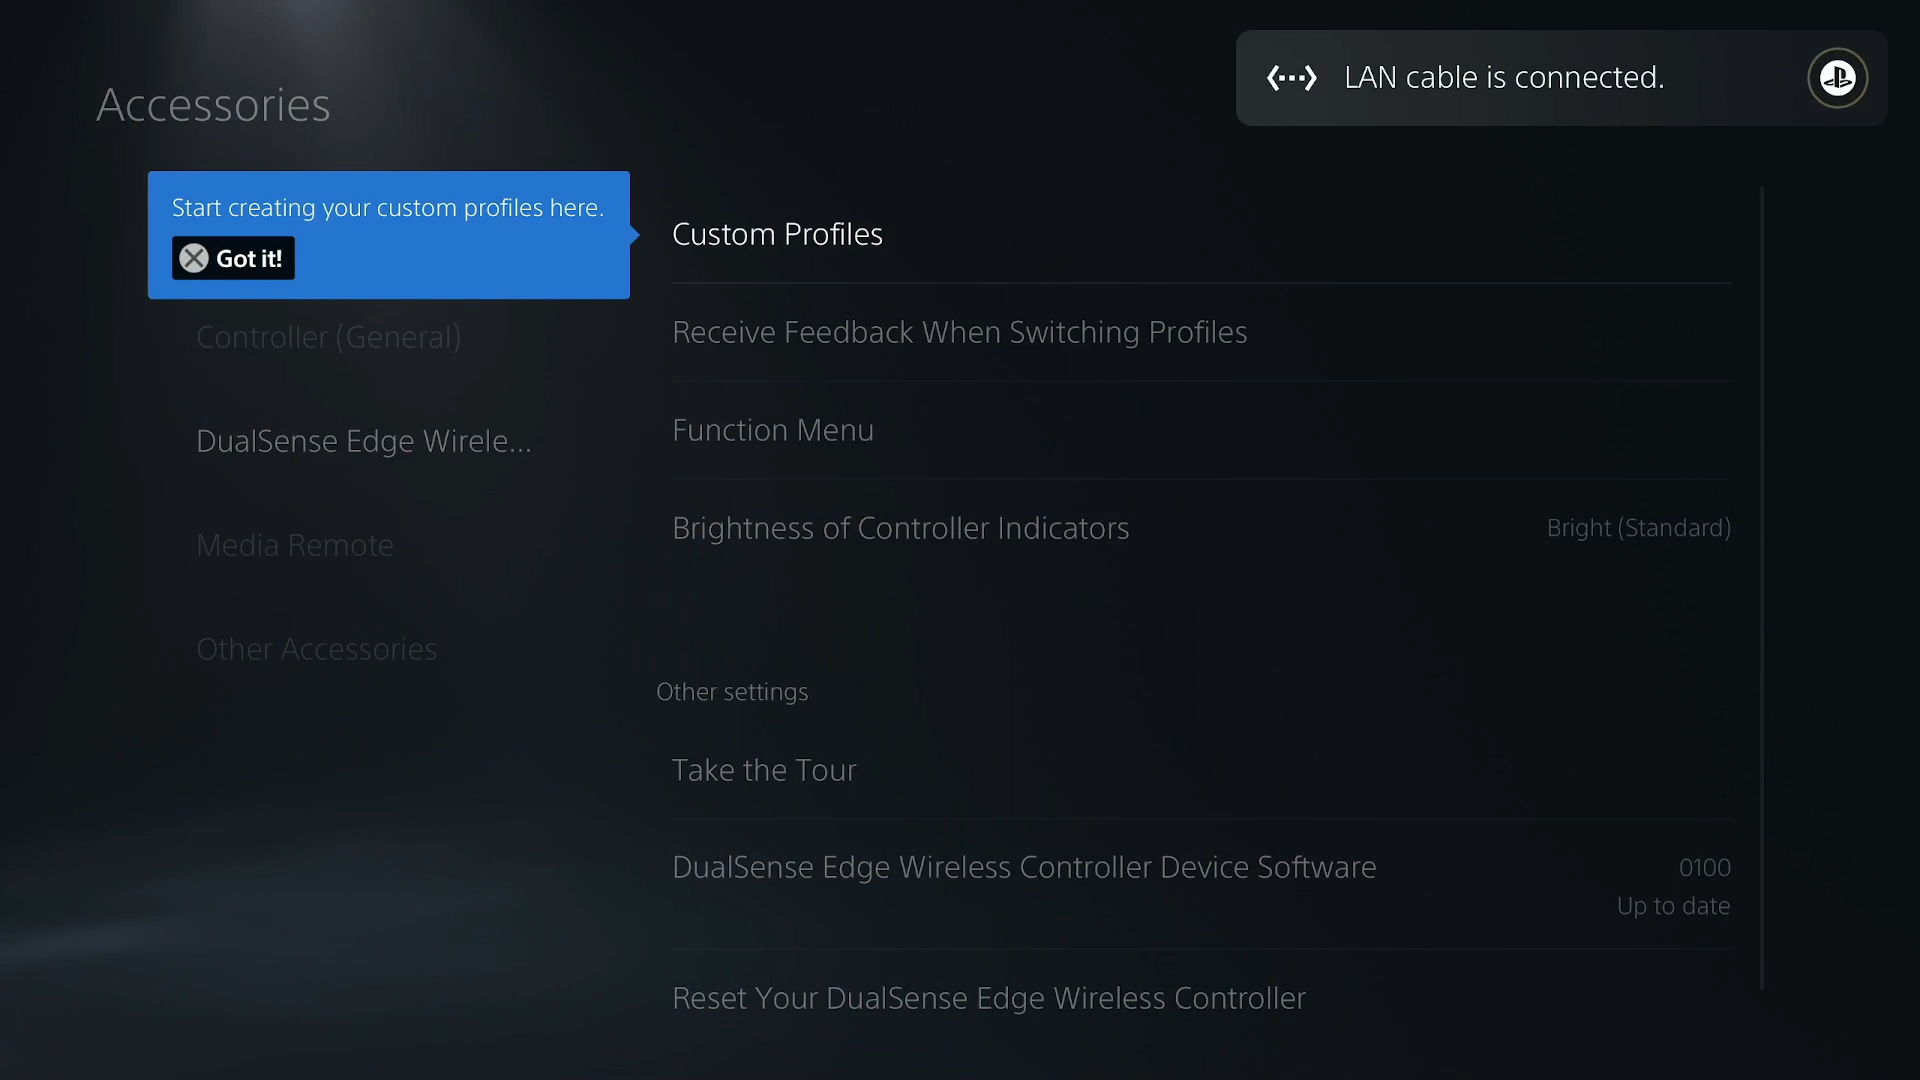 LAN cable is connected.
Accessories
Start creating your custom profiles here.
Got it!
Controller (General)
DualSense Edge Wirele...
Media Remote
Other Accessories
Custom Profiles
Receive Feedback When Switching Profiles
Function Menu
Brightness of Controller Indicators Bright (Standard)
Other settings
Take the Tour
DualSense Edge Wireless Controller Device Software 0100
Up to date
Reset Your DualSense Edge Wireless Controller